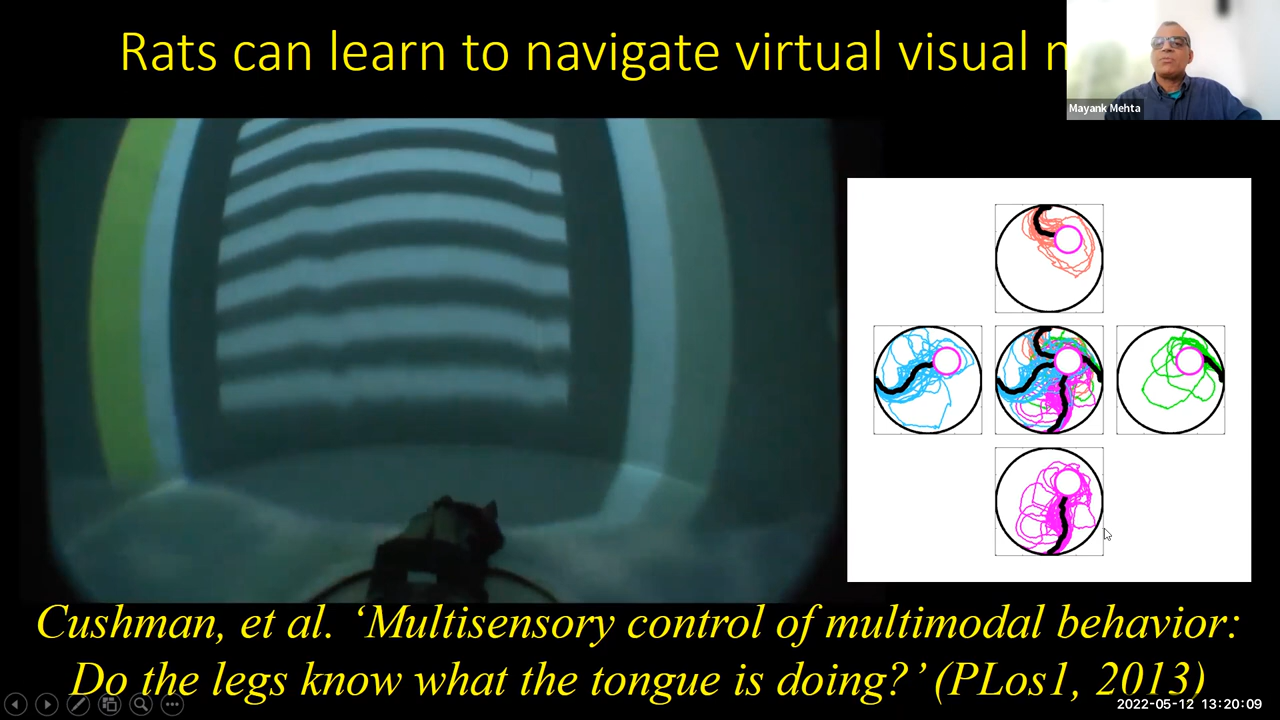 Rats can learn to navigate virtual visual
Mayank Mehta
Cushman, et al. ‘Multisensory control of multimodal behavior:
Do the legs know what the tongue is doing?’ (PLos1, 2013)
2022-05-12 13:20:09